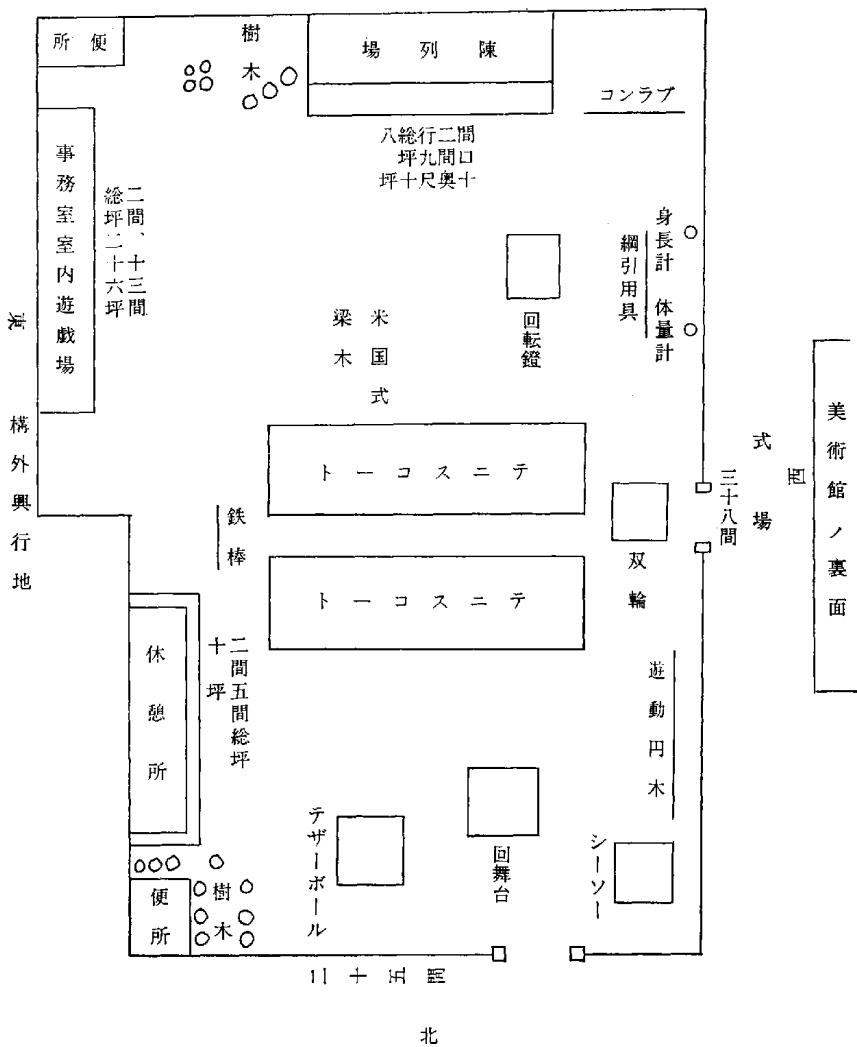 便所
樹木
陳列場
間口十
二間奥
行九尺
総坪十
八坪
ブランコ
事務室室内遊戯場
二間、十三間
総坪二十六坪
身長計 体量計
綱引用具
回転鐙
米国式
梁木
東
構外興行地
テニスコート
鉄棒
テニスコート
双輪
三十八間
式場
西
美術館ノ裏面
休憩所
二間五間総坪
十坪
遊動円木
テザーボール
回舞台
シーソー
便所
樹木
二十五間
北